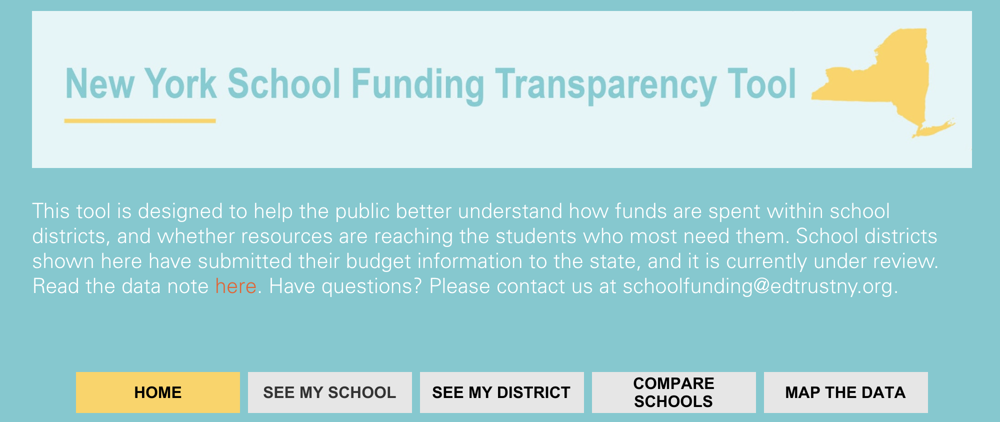 New York School Funding Transparency Tool
This tool is designed to help the public better understand how funds are spent within school
districts, and whether resources are reaching the students who most need them. School districts
shown here have submitted their budget information to the state, and it is currently under review.
Read the data note here. Have questions? Please contact us at schoolfunding@edtrustny.org.
HOME
SEE MY SCHOOL
SEE MY DISTRICT
COMPARE
SCHOOLS
MAP THE DATA